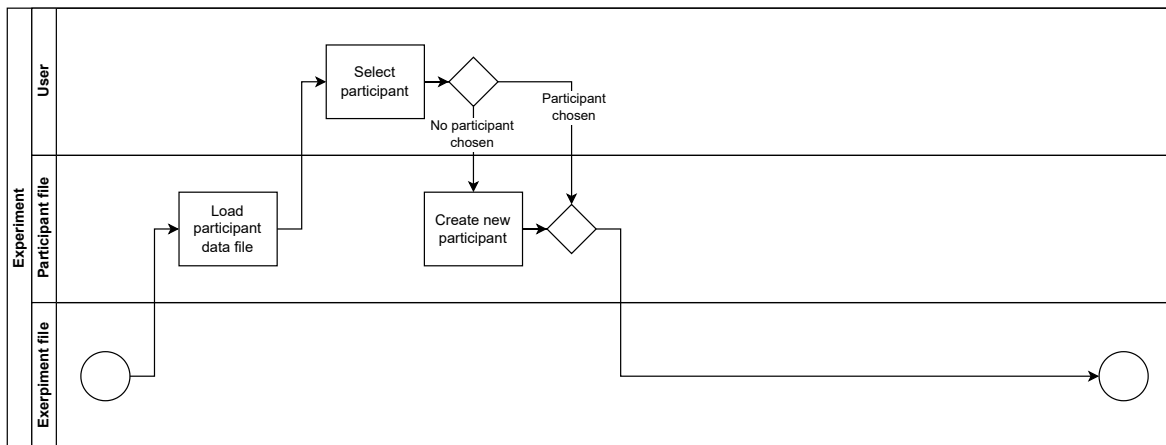 Experiment
User
Select
participant
Participant
chosen
No participant
chosen
Participant file
Load
participant
data file
Create new
participant
Exerpiment file